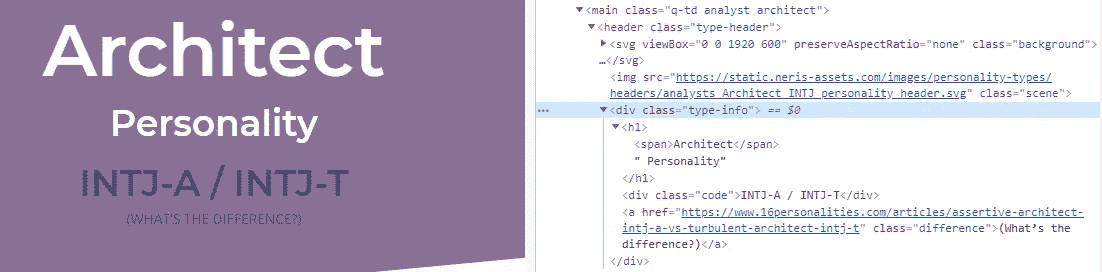 Architect
Personality
INTJ-A / INTJ-T
(WHAT'S THE DIFFERENCE?)
<main class="q-td analyst architect">
<header class="type-header">
<svg viewBox="0 0 1920 600" preserveAspectRatio="none" class="background">
…</svg>
<img src="https://static.neris-assets.com/images/personality-types/
headers/analysts_Architect_INTJ_personality_header.svg" class="scene">
… <div class="type-info"> == $0
<h1>
<span>Architect</span>
" Personality"
</h1>
<div class="code">INTJ-A / INTJ-T</div>
<a href="https://www.16personalities.com/articles/assertive-architect-
intj-a-vs-turbulent-architect-intj-t" class="difference">(What's the
difference?)</a>
</div>